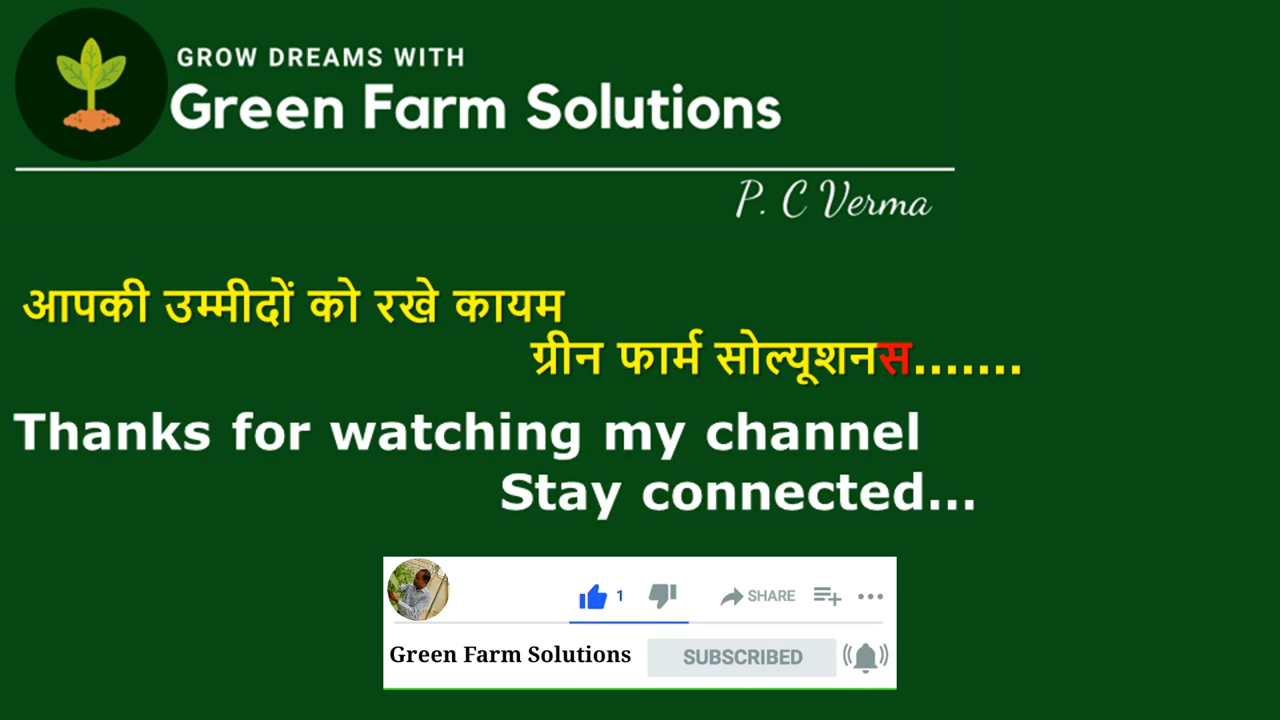 GROW DREAMS WITH
Green Farm Solutions
P. C Verma
आपकी उम्मीदों को रखे कायम
ग्रीन फार्म सोल्यूशनस.......
Thanks for watching my channel
Stay connected...
1 SHARE
Green Farm Solutions SUBSCRIBED